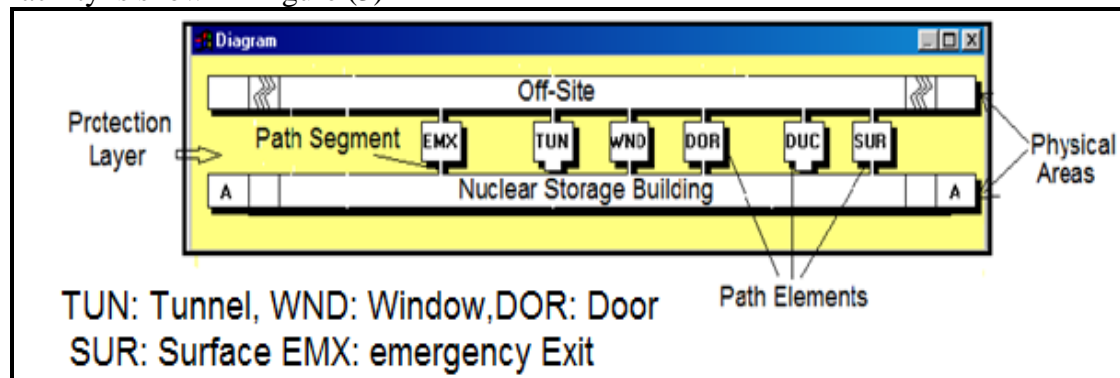 Diagram
Off-Site
Protection Layer
Path Segment
EMX TUN WND DOR DUC SUR
Physical Areas
A Nuclear Storage Building A
Path Elements
TUN: Tunnel, WND: Window,DOR: Door
SUR: Surface EMX: emergency Exit